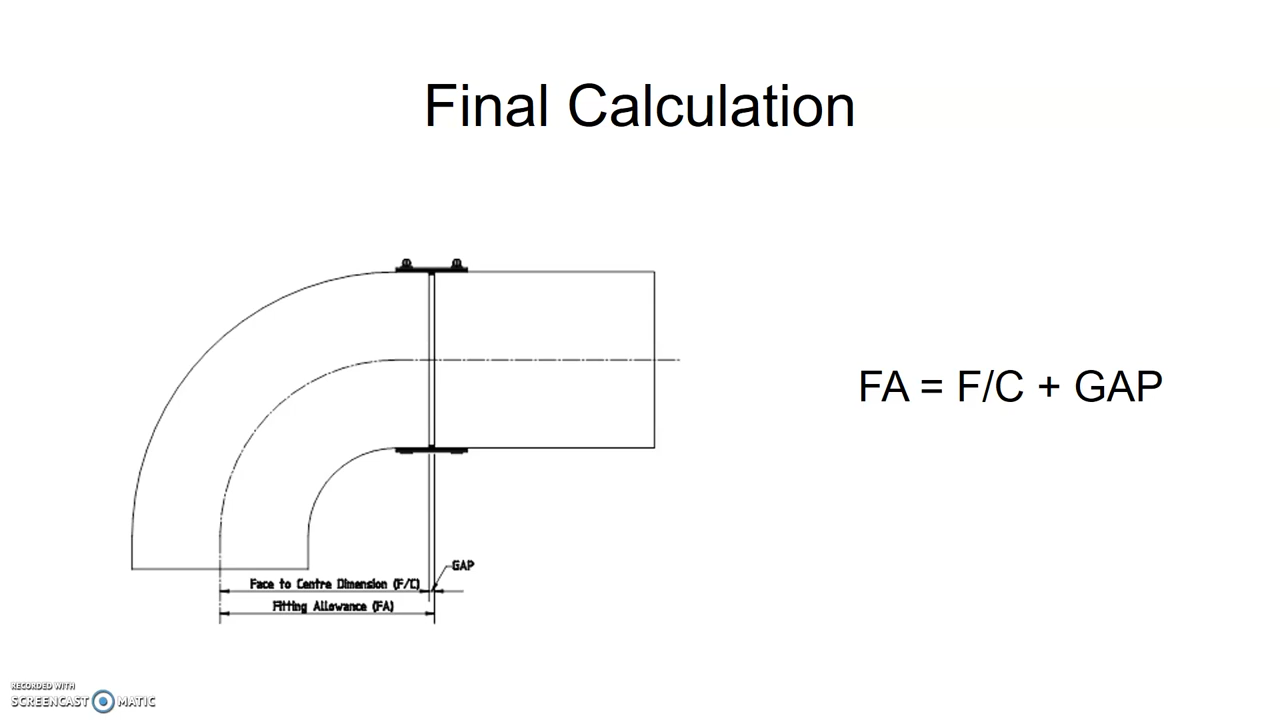 Final Calculation
FA = F/C + GAP
GAP
Face to Centre Dimension (F/C)
Fitting Allowance (FA)
RECORDED WITH
SCREENCAST MATIC